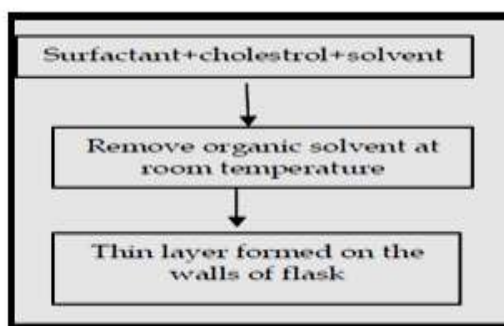 Surfactant+cholestrol+solvent
Remove organic solvent at
room temperature
Thin layer formed on the
walls of flask